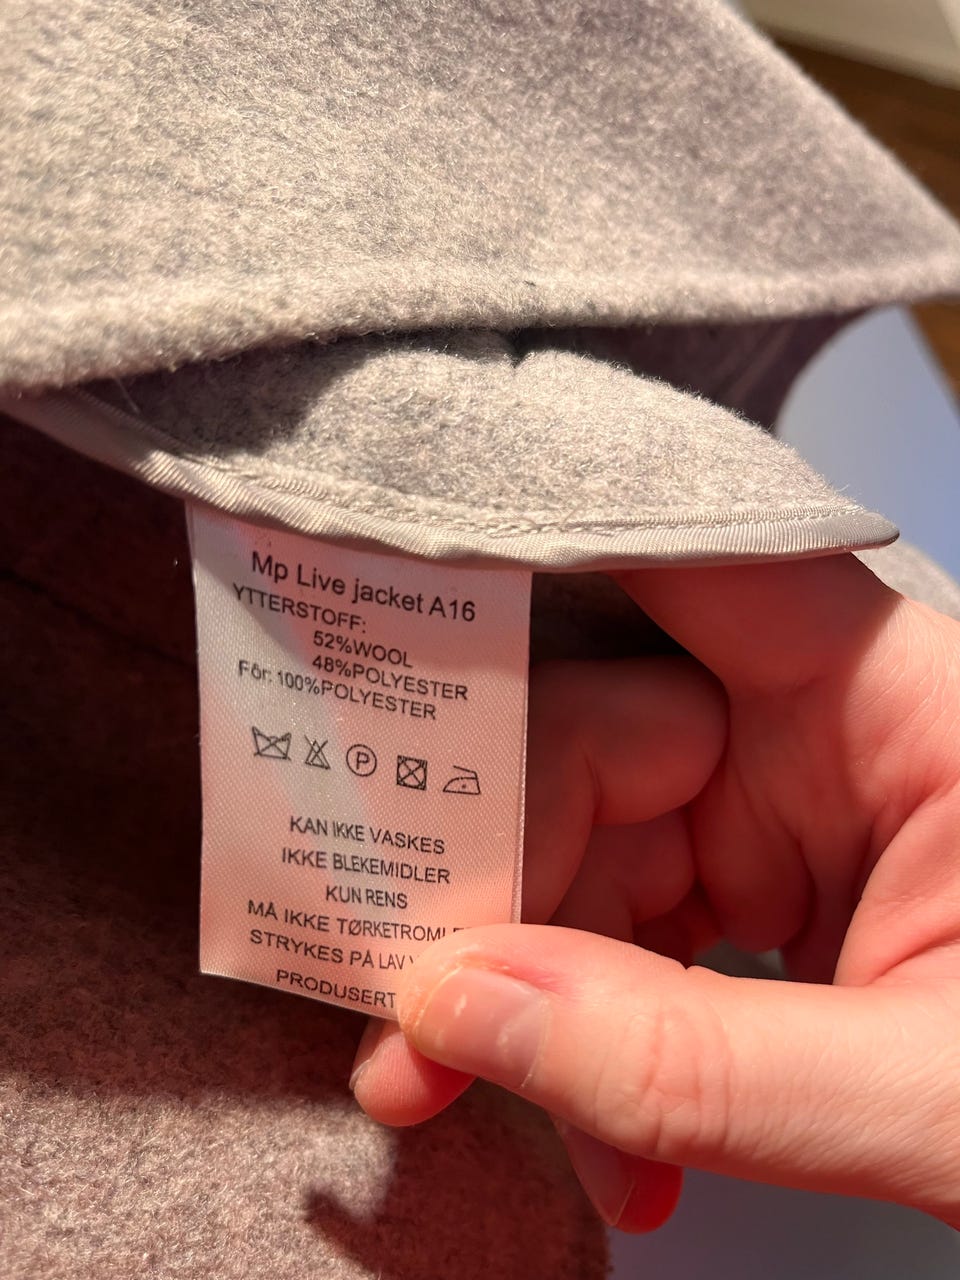 Mp Live jacket A16
YTTERSTOFF:
52%WOOL
48%POLYESTER
Fôr: 100%POLYESTER
P
KAN IKKE VASKES
IKKE BLEKEMIDLER
KUN RENS
MÅ IKKE
STRYKES PÅ LAV
PRODUSERT